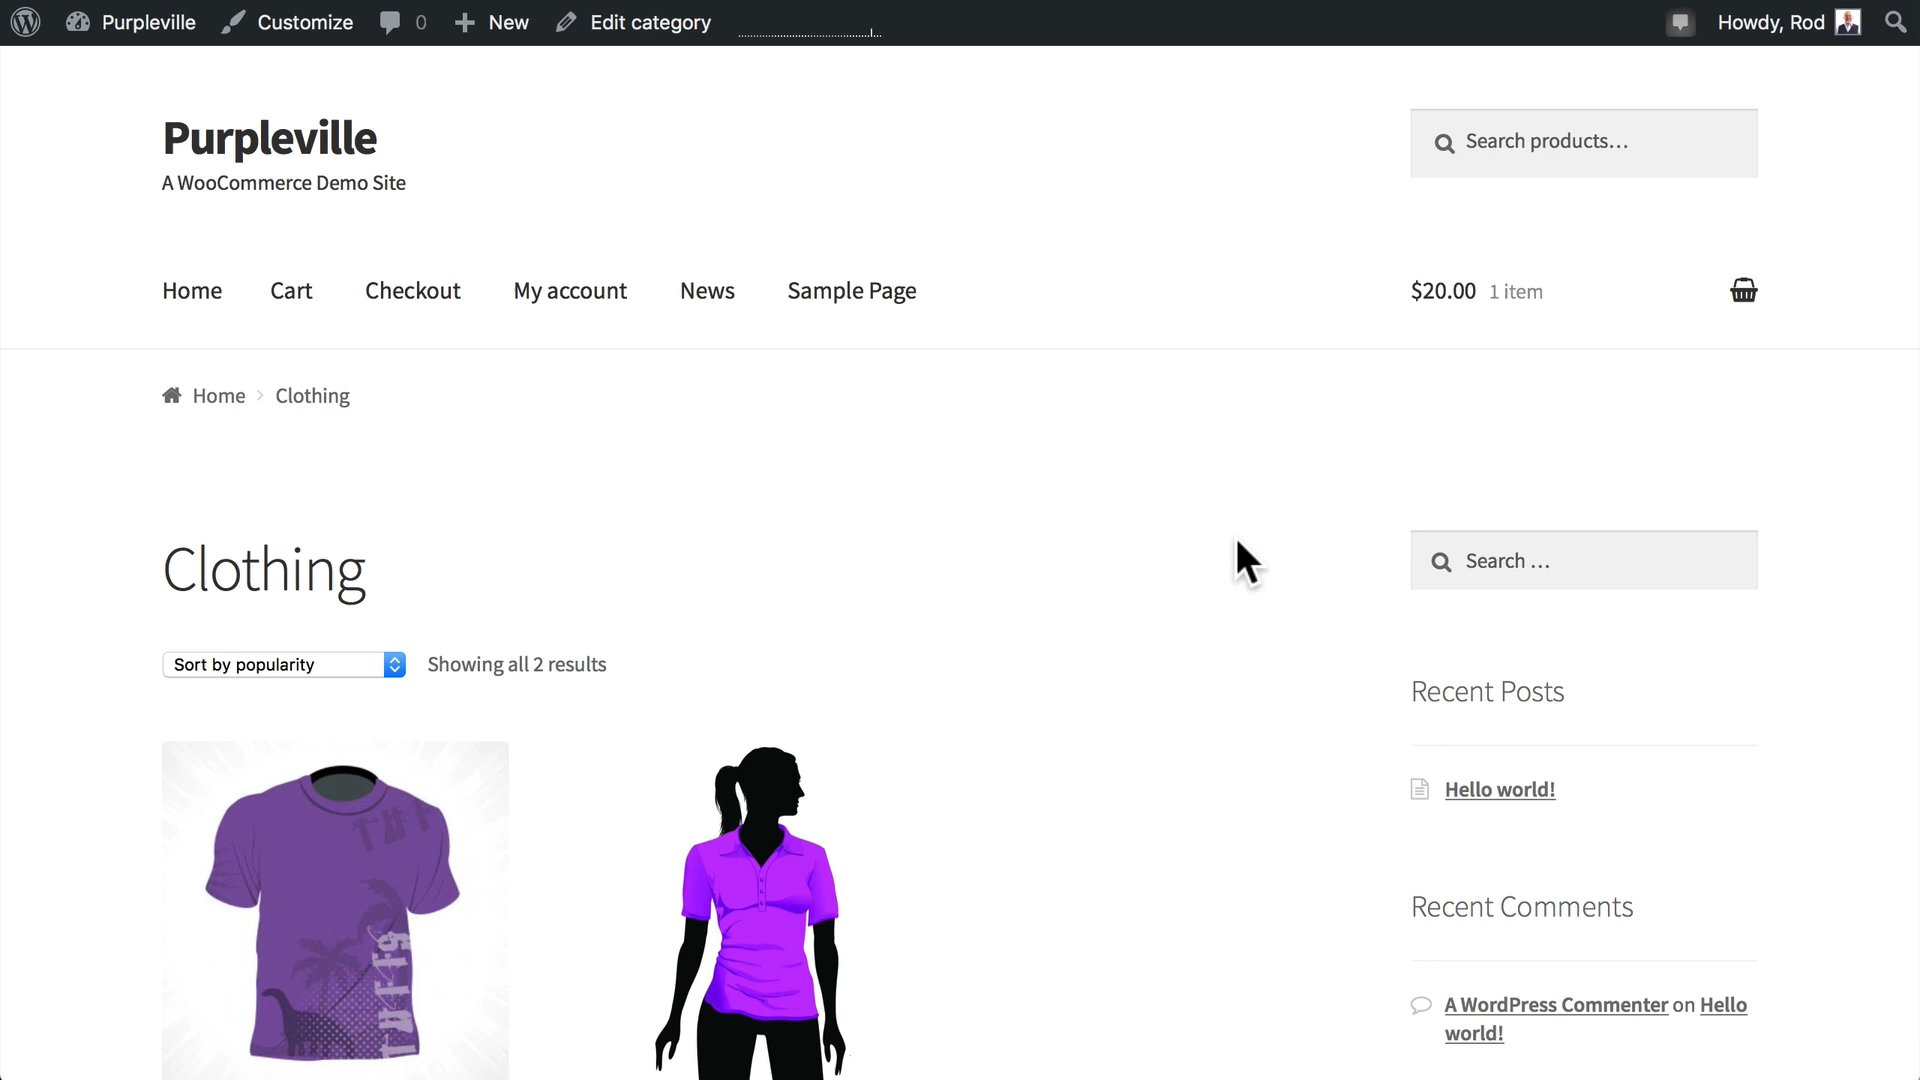 Purpleville Customize 0 New Edit category Howdy, Rod
Purpleville
A WooCommerce Demo Site
Search products…
Home Cart Checkout My account News Sample Page $20.00 1 item
Home Clothing
Clothing
Search …
Sort by popularity Showing all 2 results
Recent Posts
Hello world!
Recent Comments
A WordPress Commenter on Hello
world!